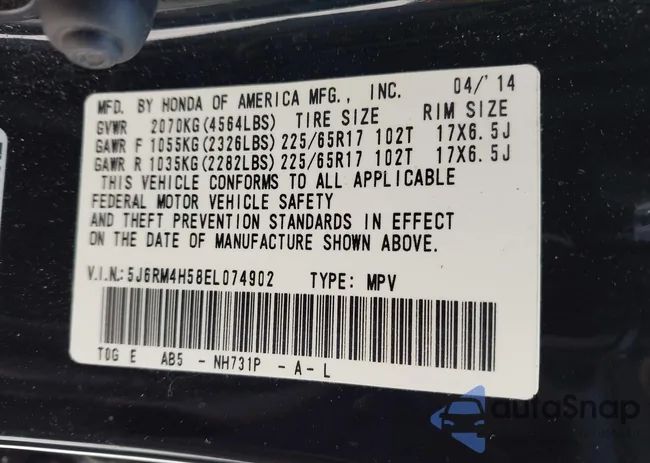 MFD. BY HONDA OF AMERICA MFG., INC. 04/'14
GVWR 2070KG(4564LBS) TIRE SIZE RIM SIZE
GAWR F 1055KG(2326LBS) 225/65R17 102T 17X6.5J
GAWR R 1035KG(2282LBS) 225/65R17 102T 17X6.5J
THIS VEHICLE CONFORMS TO ALL APPLICABLE
FEDERAL MOTOR VEHICLE SAFETY
AND THEFT PREVENTION STANDARDS IN EFFECT
ON THE DATE OF MANUFACTURE SHOWN ABOVE.
V.I.N.:5J6RM4H58EL074902 TYPE: MPV
T0G E AB5 - NH731P - A - L
autoSnap